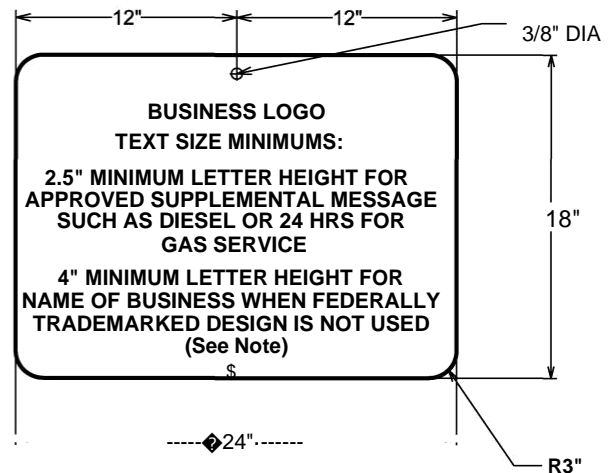 12" 12"
3/8" DIA
BUSINESS LOGO
TEXT SIZE MINIMUMS:
2.5" MINIMUM LETTER HEIGHT FOR
APPROVED SUPPLEMENTAL MESSAGE
SUCH AS DIESEL OR 24 HRS FOR
GAS SERVICE
18"
4" MINIMUM LETTER HEIGHT FOR
NAME OF BUSINESS WHEN FEDERALLY
TRADEMARKED DESIGN IS NOT USED
(See Note)
$
-----�24"-------
R3"